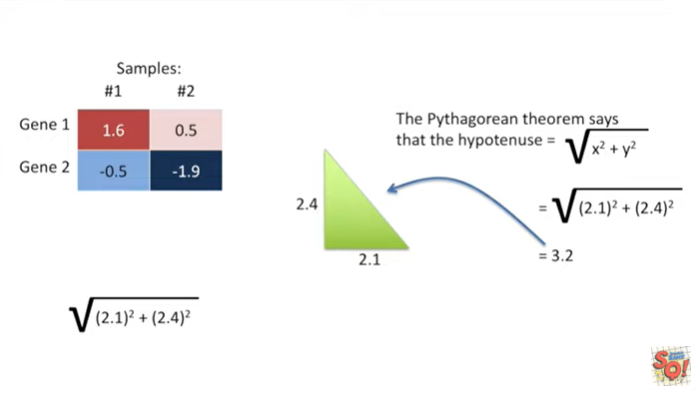 Samples:
#1 #2
Gene 1 1.6 0.5
Gene 2 -0.5 -1.9
The Pythagorean theorem says
that the hypotenuse = √x² + y²
2.4
= √(2.1)² + (2.4)²
2.1
= 3.2
√(2.1)² + (2.4)²
SQ!